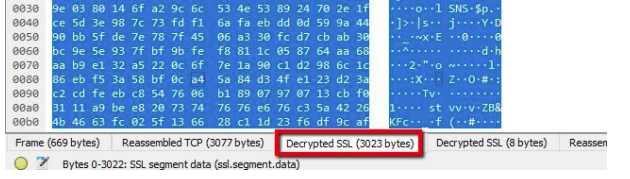 0030 9e 03 80 14 6f a2 9c 6c 53 4e 53 89 24 70 2e 1f ····o··l SNS·$p.·
0040 ce 5d 3e 98 7c 73 fd f1 6a fa eb dd 0d 59 9a 44 ·]>·|s·· j····Y·D
0050 90 bb 5f de 7e 78 7f 45 06 a3 30 fc d7 cb ab 30 ··_·~x·E ··0····0
0060 bc 9e 5e 93 7f bf 9b fe f8 81 1c 05 87 64 aa 68 ··^····· ·····d·h
0070 aa b9 e1 32 a5 22 0c 6f 7e 1a 90 c1 d2 98 6c 1c ···2·"·o ~·····l·
0080 86 eb f5 3a 58 bf 0c a4 5a 84 d3 4f e1 23 d2 3a ···:X··· Z··O·#·:
0090 c2 cd fe eb c8 54 76 06 b1 89 07 97 07 13 cb f0 ·····Tv· ········
00a0 31 11 a9 be e8 20 73 74 76 76 e6 76 c3 5a 42 26 1···· st vv·v·ZB&
00b0 4b 46 63 fc 02 5f 13 66 28 c1 1d 23 f6 df 9c af KFc··_·f (··#····
Frame (669 bytes) Reassembled TCP (3077 bytes) Decrypted SSL (3023 bytes) Decrypted SSL (8 bytes)
Bytes 0-3022: SSL segment data (ssl.segment.data)